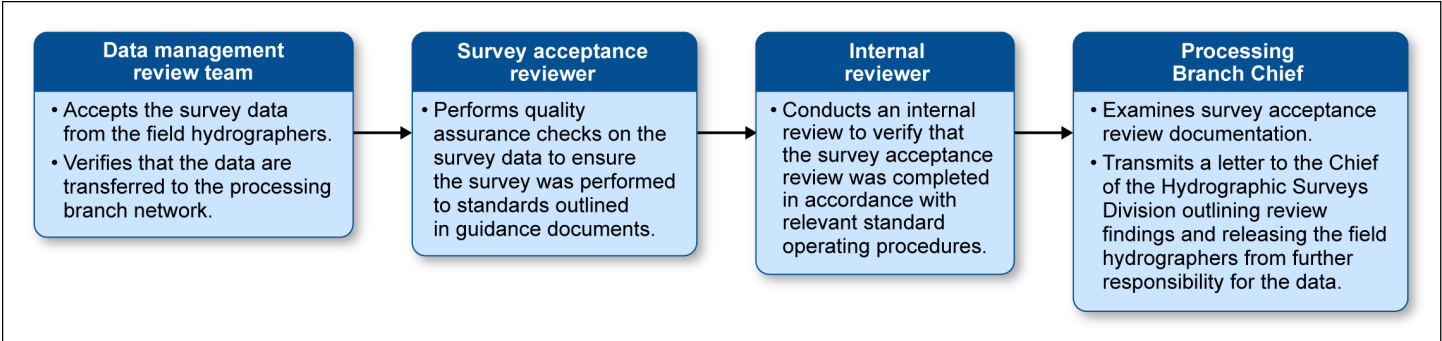 Data management
review team
• Accepts the survey data
from the field hydrographers.
• Verifies that the data are
transferred to the processing
branch network.
Survey acceptance
reviewer
• Performs quality
assurance checks on the
survey data to ensure
the survey was performed
to standards outlined
in guidance documents.
Internal
reviewer
• Conducts an internal
review to verify that
the survey acceptance
review was completed
in accordance with
relevant standard
operating procedures.
Processing
Branch Chief
• Examines survey acceptance
review documentation.
• Transmits a letter to the Chief
of the Hydrographic Surveys
Division outlining review
findings and releasing the field
hydrographers from further
responsibility for the data.